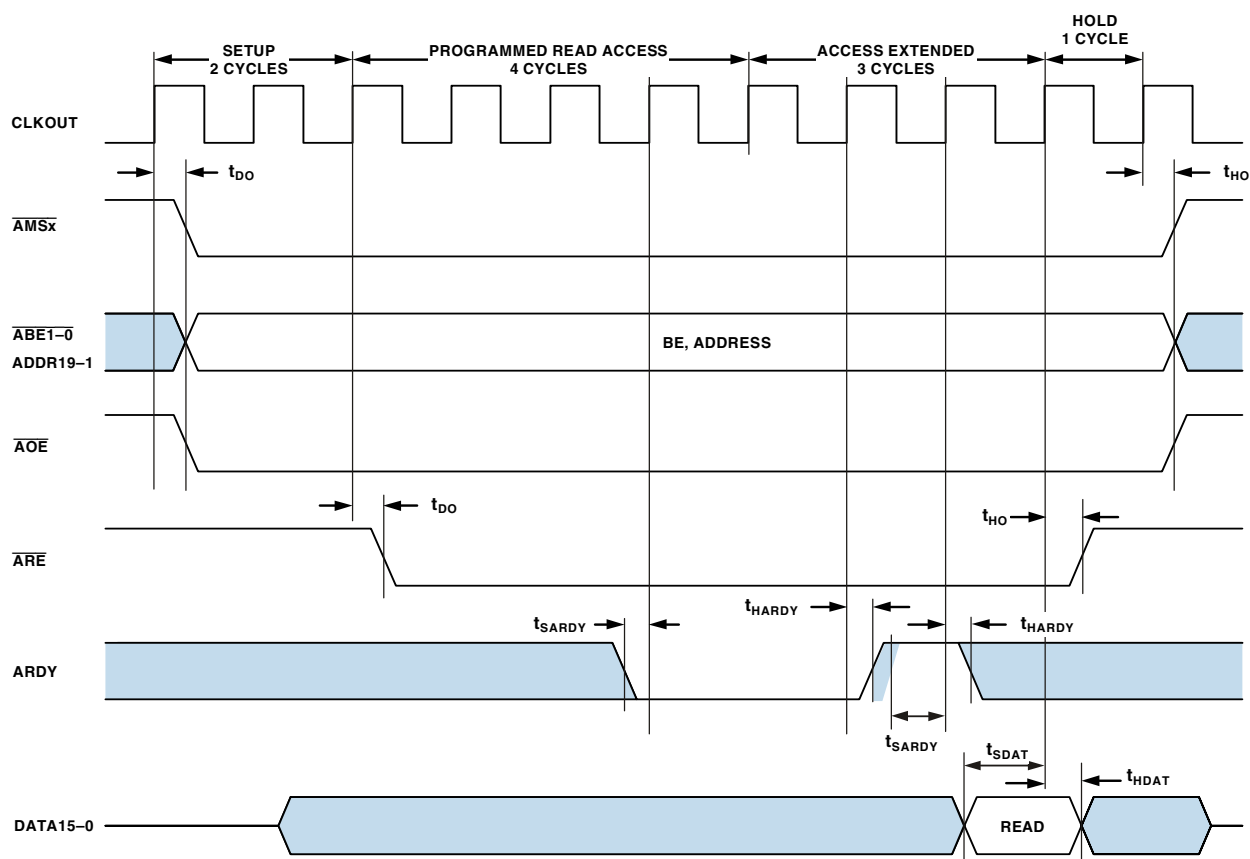 SETUP
2 CYCLES
PROGRAMMED READ ACCESS
4 CYCLES
ACCESS EXTENDED
3 CYCLES
HOLD
1 CYCLE
CLKOUT
tDO
tHO
AMSx
ABE1–0
ADDR19–1
BE, ADDRESS
AOE
tDO
tHO
ARE
tSARDY
tHARDY
tHARDY
ARDY
tSARDY
tSDAT
tHDAT
DATA15–0
READ